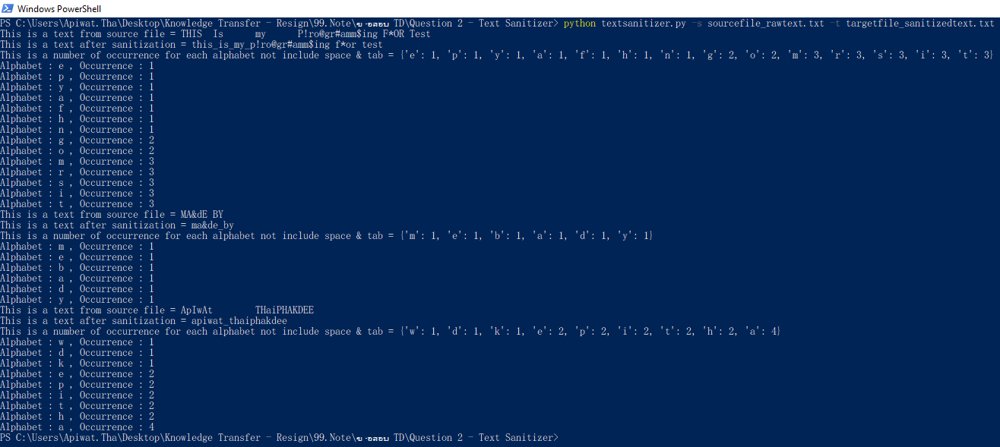 Windows PowerShell
PS C:\Users\Apiwat.Tha\Desktop\Knowledge Transfer - Resign\99.Note\ข้อสอบ TD\Question 2 - Text Sanitizer> python textsanitizer.py -s sourcefile_rawtext.txt -t targetfile_sanitizedtext.txt
This is a text from source file = THIS  Is      my      P!ro@gr#amm$ing F*OR Test
This is a text after sanitization = this_is_my_p!ro@gr#amm$ing f*or test
This is a number of occurrence for each alphabet not include space & tab = {'e': 1, 'p': 1, 'y': 1, 'a': 1, 'f': 1, 'h': 1, 'n': 1, 'g': 2, 'o': 2, 'm': 3, 'r': 3, 's': 3, 'i': 3, 't': 3}
Alphabet : e , Occurrence : 1
Alphabet : p , Occurrence : 1
Alphabet : y , Occurrence : 1
Alphabet : a , Occurrence : 1
Alphabet : f , Occurrence : 1
Alphabet : h , Occurrence : 1
Alphabet : n , Occurrence : 1
Alphabet : g , Occurrence : 2
Alphabet : o , Occurrence : 2
Alphabet : m , Occurrence : 3
Alphabet : r , Occurrence : 3
Alphabet : s , Occurrence : 3
Alphabet : i , Occurrence : 3
Alphabet : t , Occurrence : 3
This is a text from source file = MA&dE BY
This is a text after sanitization = ma&de_by
This is a number of occurrence for each alphabet not include space & tab = {'m': 1, 'e': 1, 'b': 1, 'a': 1, 'd': 1, 'y': 1}
Alphabet : m , Occurrence : 1
Alphabet : e , Occurrence : 1
Alphabet : b , Occurrence : 1
Alphabet : a , Occurrence : 1
Alphabet : d , Occurrence : 1
Alphabet : y , Occurrence : 1
This is a text from source file = ApIwAt        THaiPHAKDEE
This is a text after sanitization = apiwat_thaiphakdee
This is a number of occurrence for each alphabet not include space & tab = {'w': 1, 'd': 1, 'k': 1, 'e': 2, 'p': 2, 'i': 2, 't': 2, 'h': 2, 'a': 4}
Alphabet : w , Occurrence : 1
Alphabet : d , Occurrence : 1
Alphabet : k , Occurrence : 1
Alphabet : e , Occurrence : 2
Alphabet : p , Occurrence : 2
Alphabet : i , Occurrence : 2
Alphabet : t , Occurrence : 2
Alphabet : h , Occurrence : 2
Alphabet : a , Occurrence : 4
PS C:\Users\Apiwat.Tha\Desktop\Knowledge Transfer - Resign\99.Note\ข้อสอบ TD\Question 2 - Text Sanitizer>